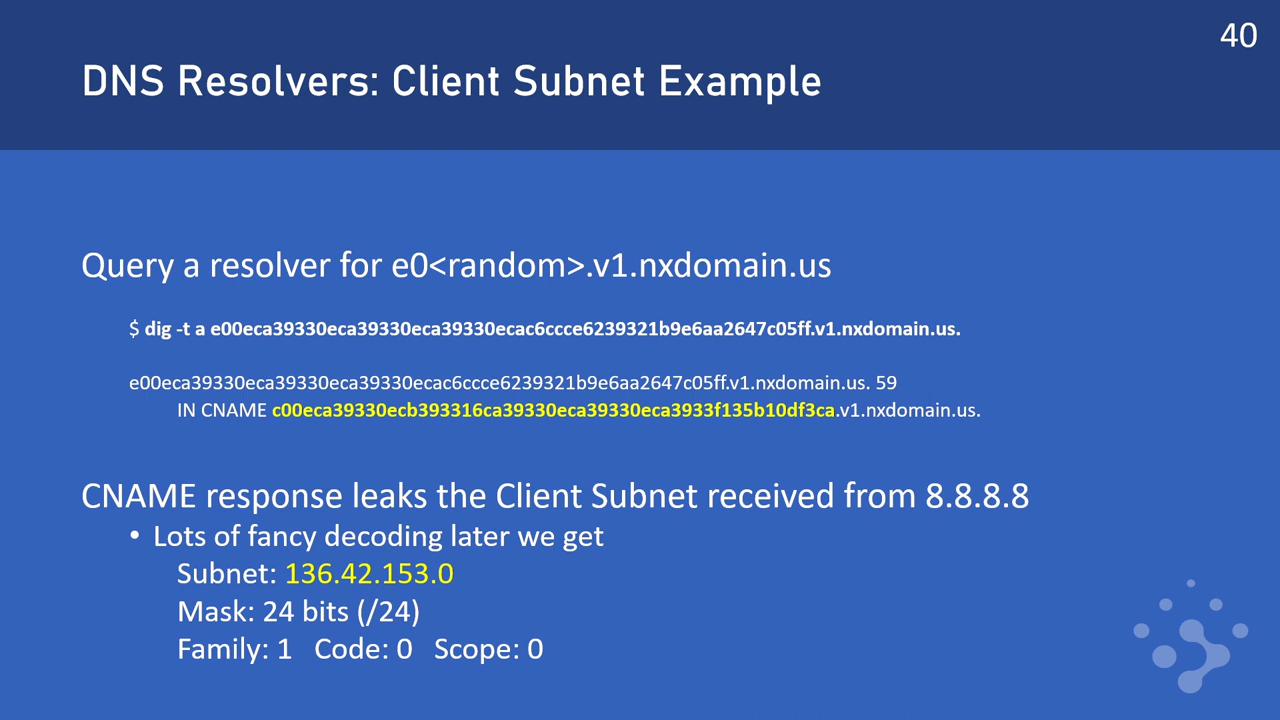 40
DNS Resolvers: Client Subnet Example
Query a resolver for e0<random>.v1.nxdomain.us
$ dig -t a e00eca39330eca39330eca39330ecac6ccce6239321b9e6aa2647c05ff.v1.nxdomain.us.
e00eca39330eca39330eca39330ecac6ccce6239321b9e6aa2647c05ff.v1.nxdomain.us. 59
IN CNAME c00eca39330ecb393316ca39330eca39330eca3933f135b10df3ca.v1.nxdomain.us.
CNAME response leaks the Client Subnet received from 8.8.8.8
• Lots of fancy decoding later we get
Subnet: 136.42.153.0
Mask: 24 bits (/24)
Family: 1 Code: 0 Scope: 0